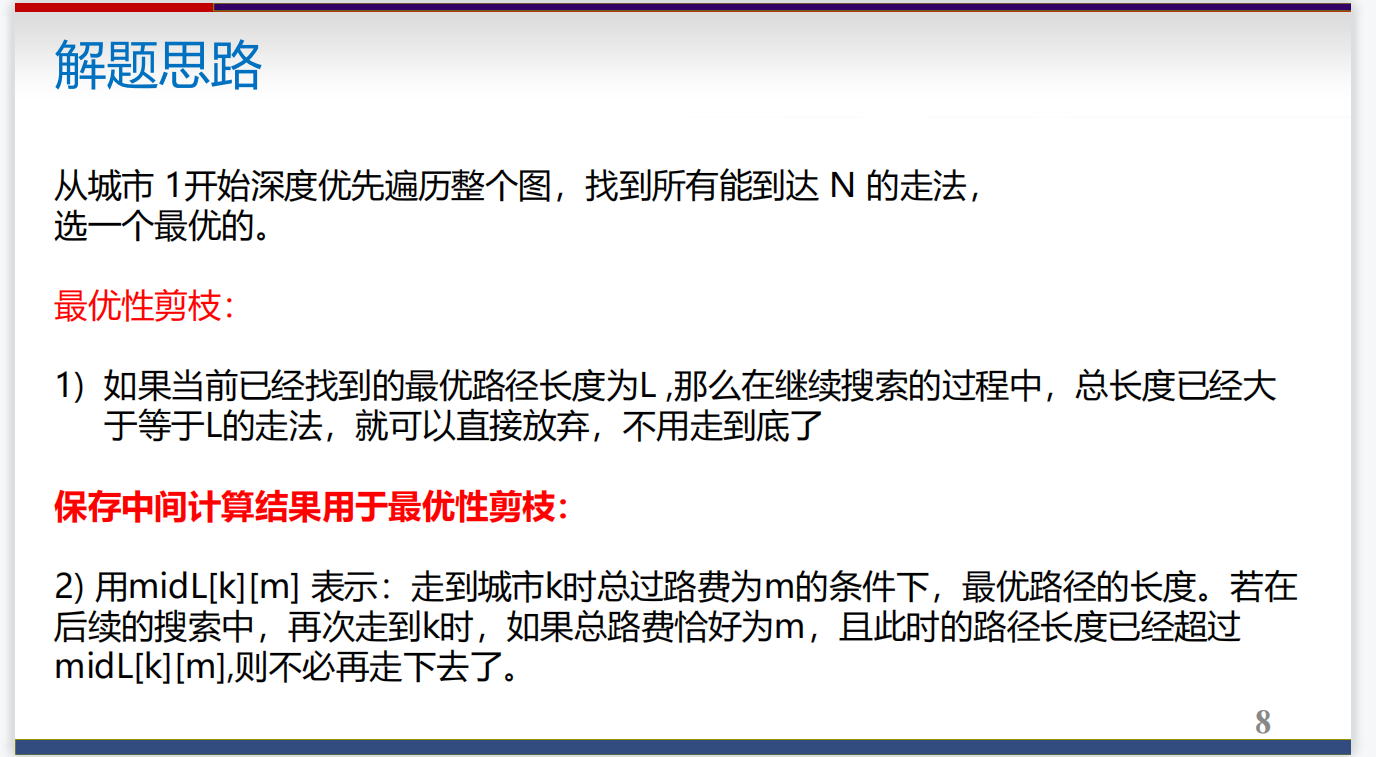 解题思路
从城市 1开始深度优先遍历整个图，找到所有能到达 N 的走法，
选一个最优的。
最优性剪枝：
1) 如果当前已经找到的最优路径长度为L ,那么在继续搜索的过程中，总长度已经大
于等于L的走法，就可以直接放弃，不用走到底了
保存中间计算结果用于最优性剪枝：
2) 用midL[k][m] 表示：走到城市k时总过路费为m的条件下，最优路径的长度。若在
后续的搜索中，再次走到k时，如果总路费恰好为m，且此时的路径长度已经超过
midL[k][m],则不必再走下去了。
8